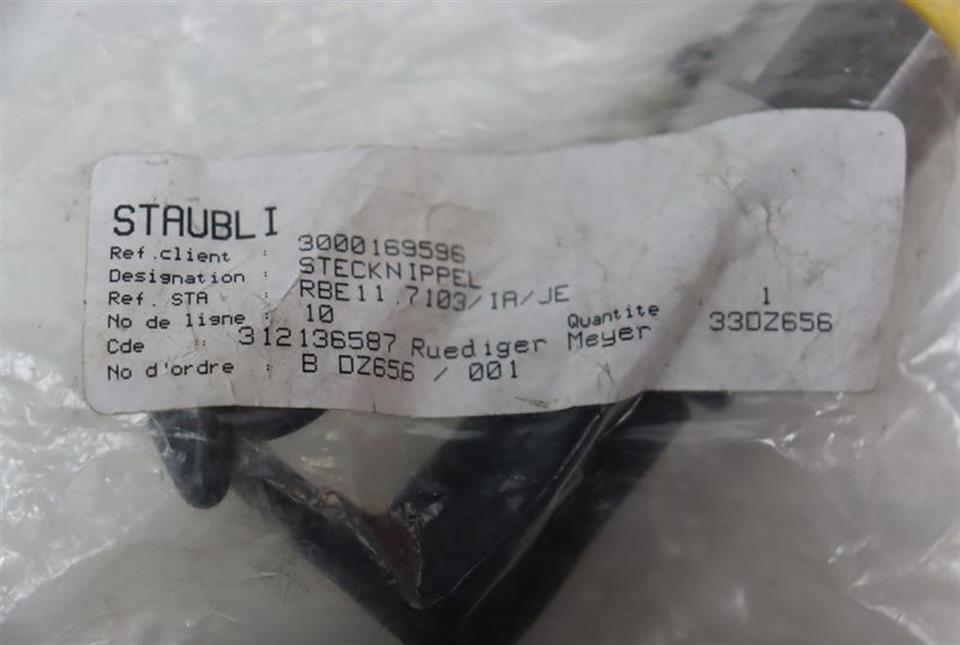 STAUBLI
Ref.client : 3000169596
Designation : STECKNIPPEL
Ref. STA : RBE11.7103/IA/JE
No de ligne : 10 Quantite 1
Cde : 312136587 Ruediger Meyer 33DZ656
No d'ordre : B DZ656 / 001